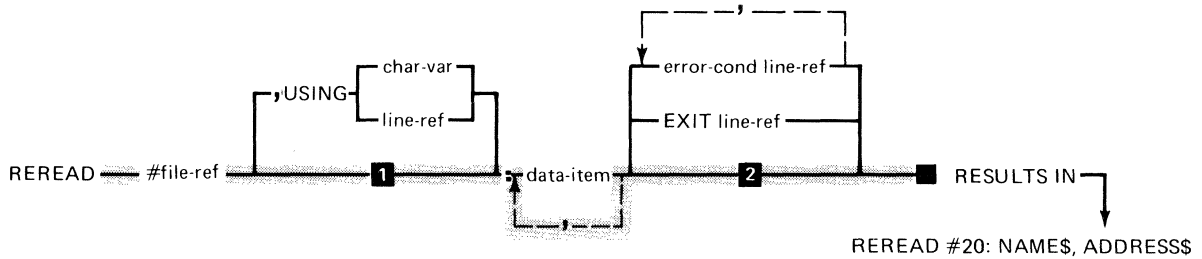 ,
char-var
error-cond line-ref
,USING
line-ref
EXIT line-ref
REREAD #file-ref 1 : data-item 2 RESULTS IN
,
REREAD #20: NAME$, ADDRESS$